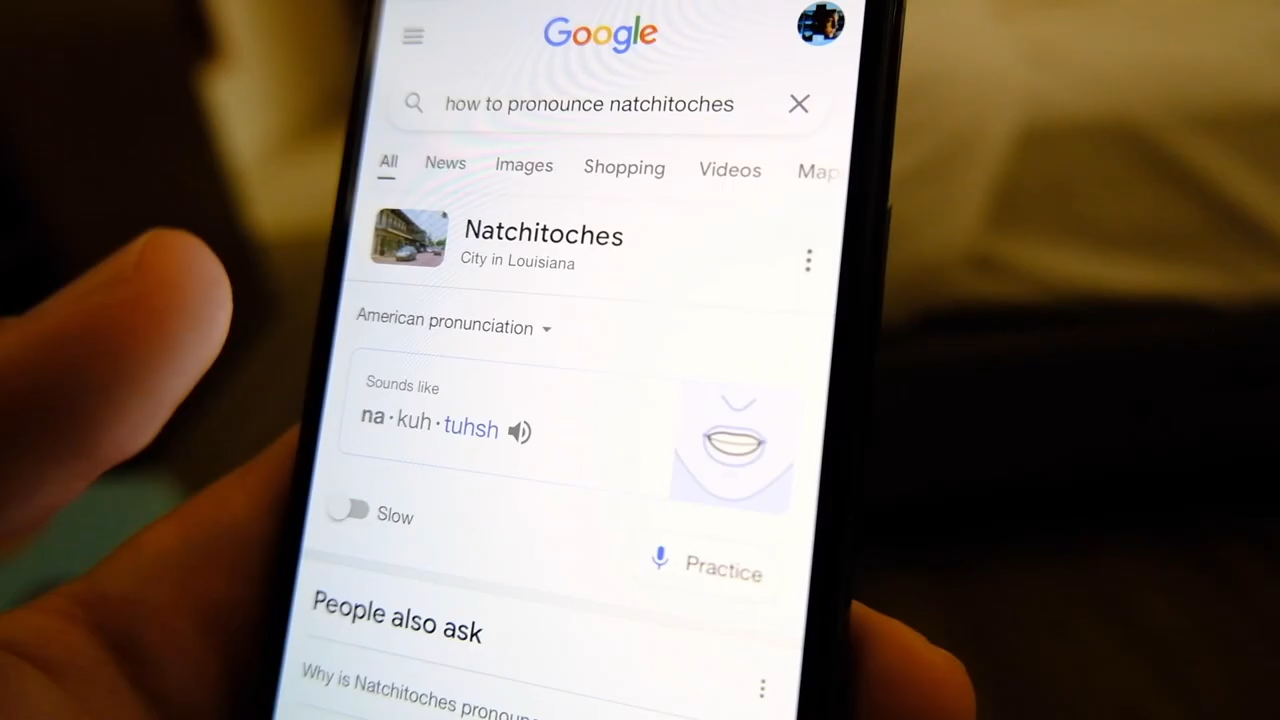 Google
how to pronounce natchitoches
All News Images Shopping Videos Map
Natchitoches
City in Louisiana
American pronunciation
Sounds like
na·kuh·tuhsh
Slow
Practice
People also ask
Why is Natchitoches